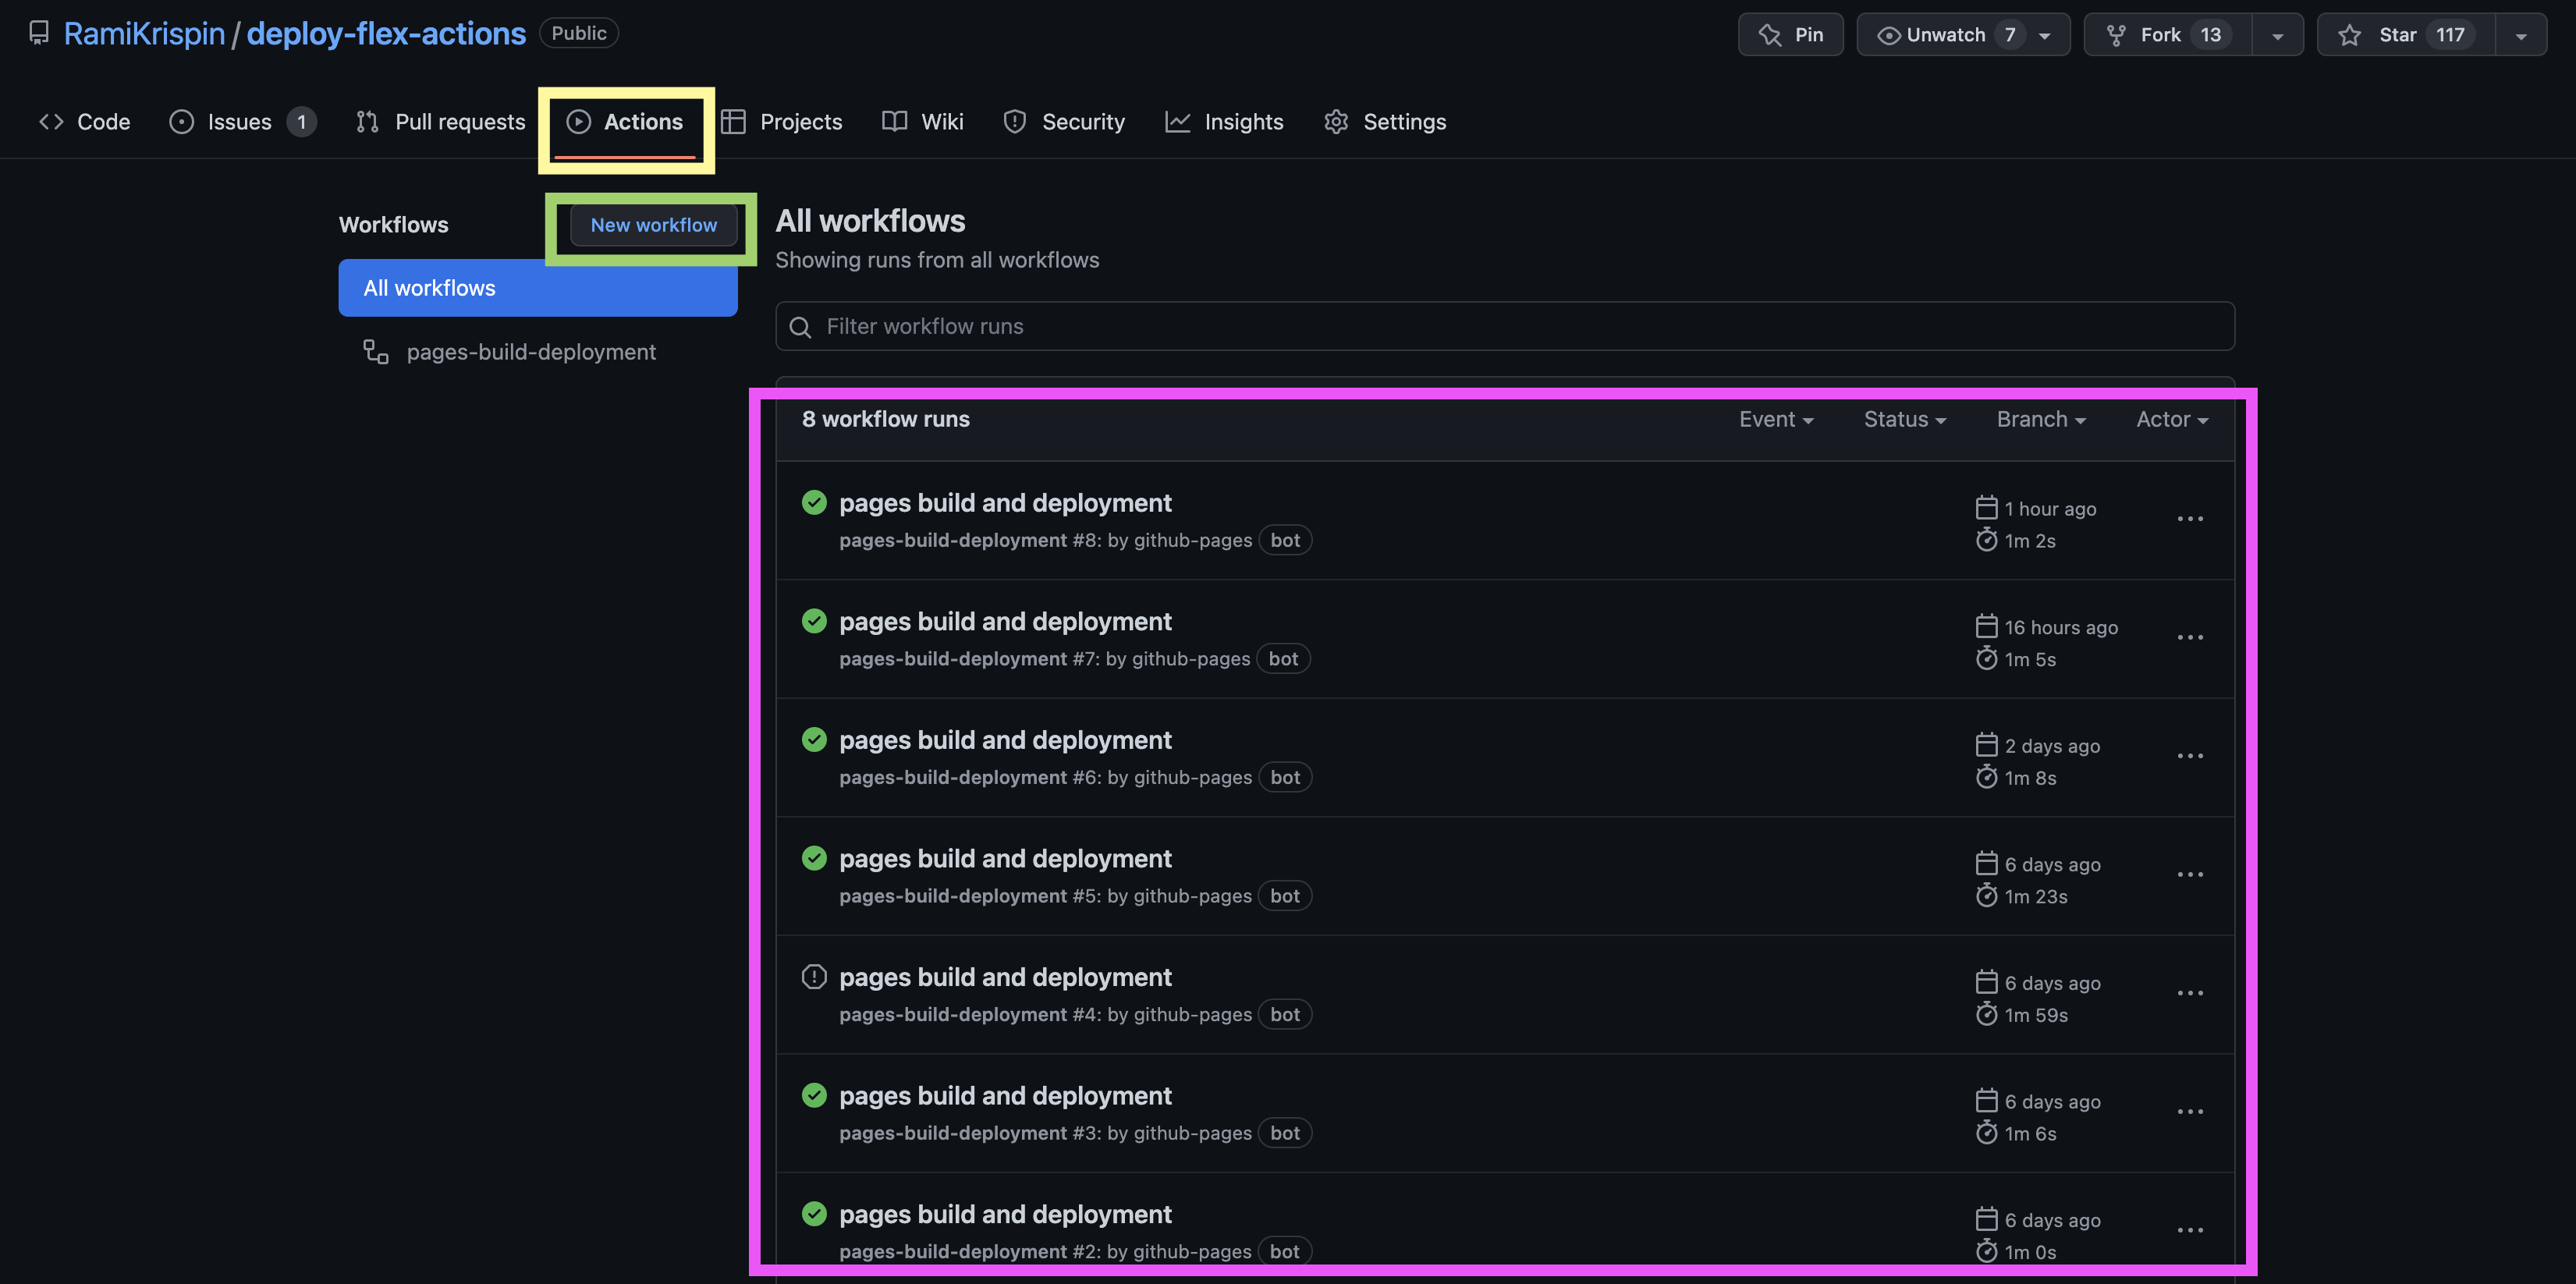 RamiKrispin / deploy-flex-actions Public
Pin
Unwatch 7
Fork 13
Star 117
Code
Issues 1
Pull requests
Actions
Projects
Wiki
Security
Insights
Settings
Workflows
New workflow
All workflows
pages-build-deployment
All workflows
Showing runs from all workflows
Filter workflow runs
8 workflow runs
Event
Status
Branch
Actor
pages build and deployment
pages-build-deployment #8: by github-pages bot
1 hour ago
1m 2s
pages build and deployment
pages-build-deployment #7: by github-pages bot
16 hours ago
1m 5s
pages build and deployment
pages-build-deployment #6: by github-pages bot
2 days ago
1m 8s
pages build and deployment
pages-build-deployment #5: by github-pages bot
6 days ago
1m 23s
pages build and deployment
pages-build-deployment #4: by github-pages bot
6 days ago
1m 59s
pages build and deployment
pages-build-deployment #3: by github-pages bot
6 days ago
1m 6s
pages build and deployment
pages-build-deployment #2: by github-pages bot
6 days ago
1m 0s